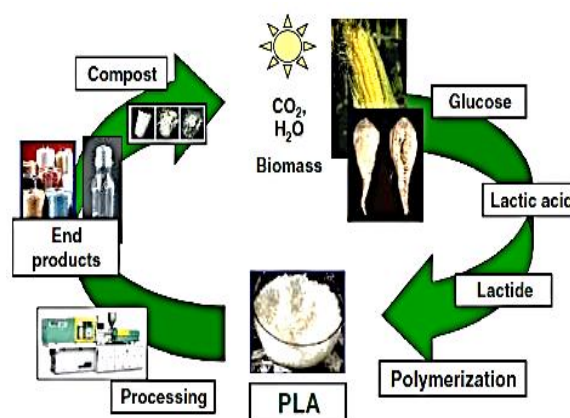 CO₂,
H₂O
Biomass
Glucose
Lactic acid
Lactide
Polymerization
PLA
Processing
End
products
Compost